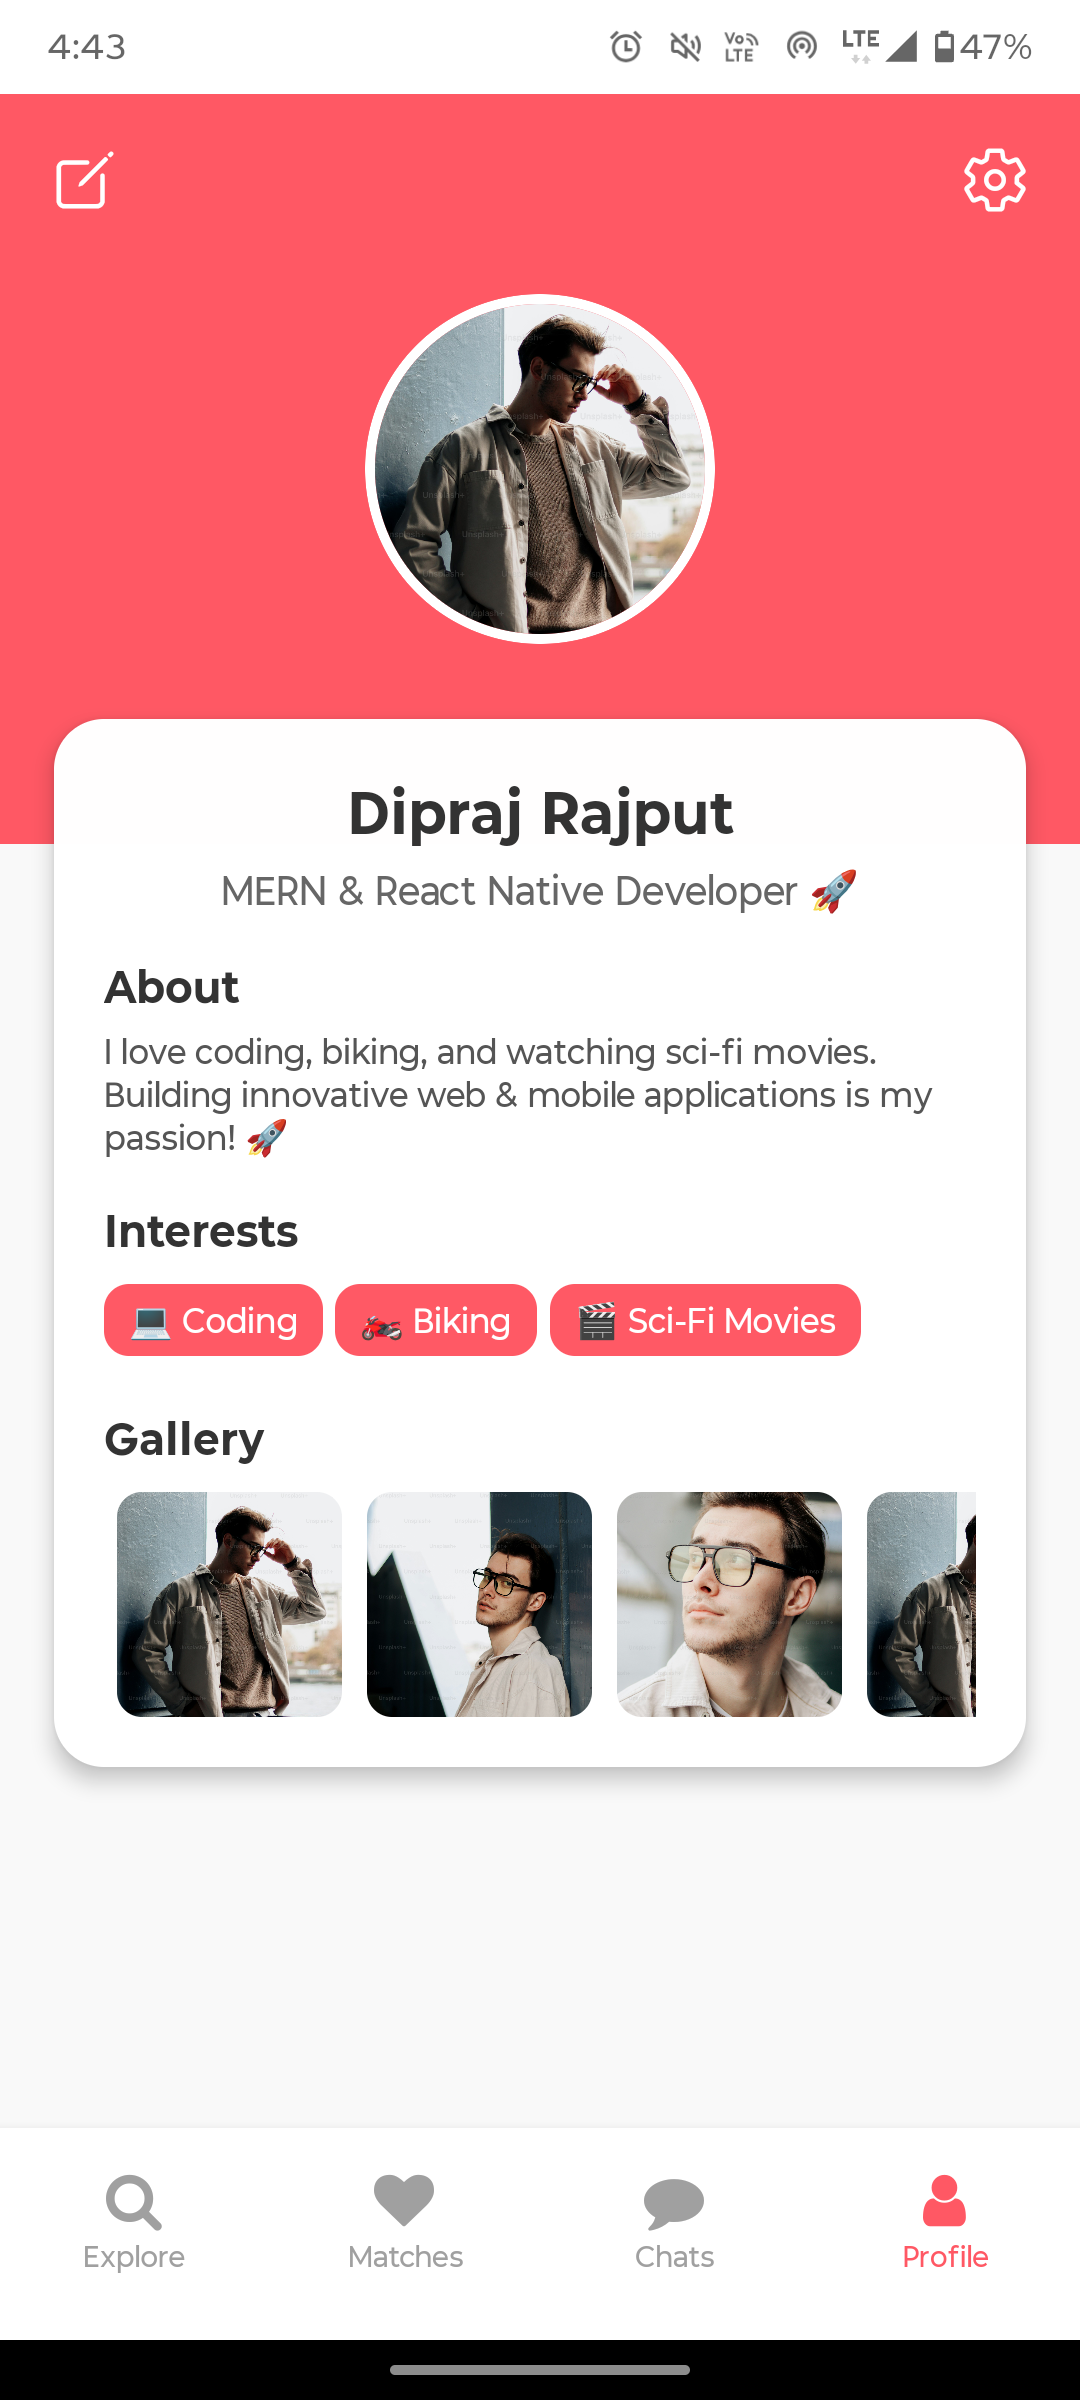 4:43
Vo LTE LTE 47%
Dipraj Rajput
MERN & React Native Developer 🚀
About
I love coding, biking, and watching sci-fi movies.
Building innovative web & mobile applications is my
passion! 🚀
Interests
💻 Coding 🏍️ Biking 🎬 Sci-Fi Movies
Gallery
Explore Matches Chats Profile